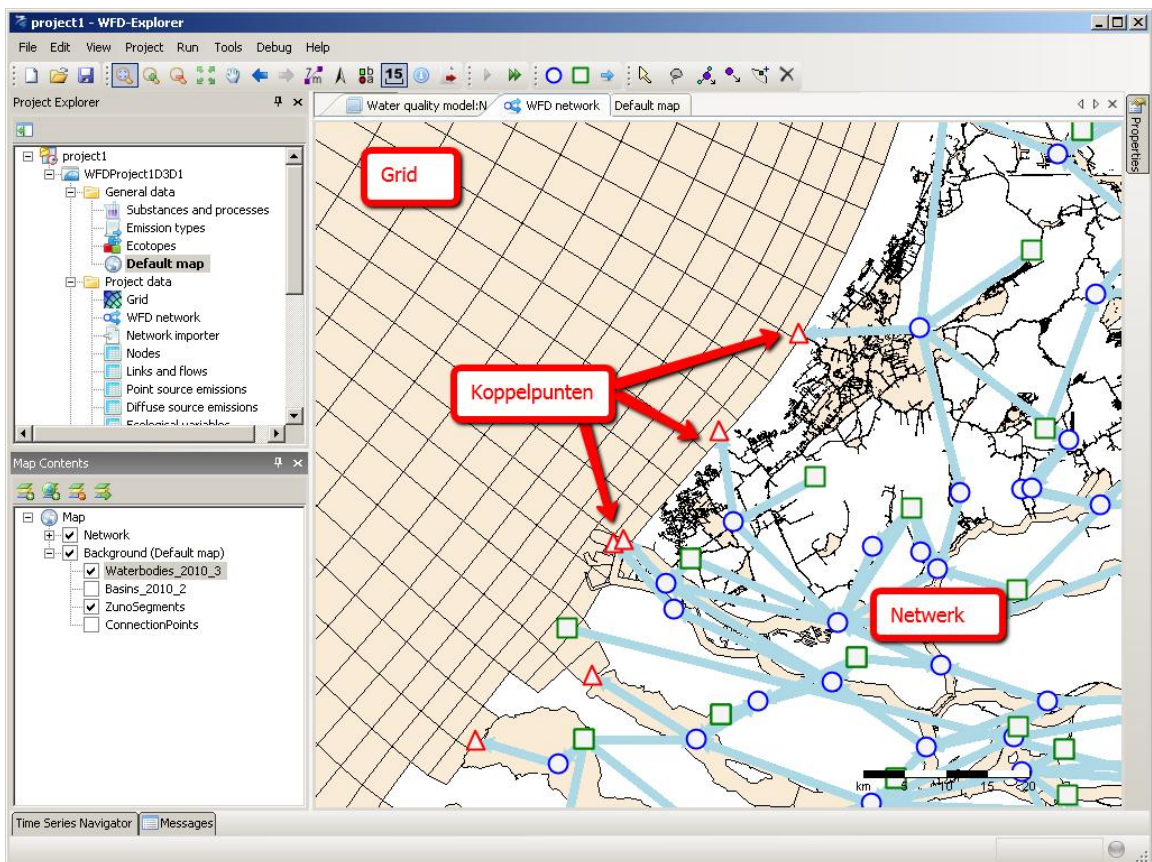 project1 - WFD-Explorer
File Edit View Project Run Tools Debug Help
15
Project Explorer
project1
WFDProject1D3D1
General data
Substances and processes
Emission types
Ecotopes
Default map
Project data
Grid
WFD network
Network importer
Nodes
Links and flows
Point source emissions
Diffuse source emissions
Ecological variables
Map Contents
Map
Network
Background (Default map)
Waterbodies_2010_3
Basins_2010_2
ZunoSegments
ConnectionPoints
Time Series Navigator Messages
Water quality model:N WFD network Default map
Properties
Grid
Koppelpunten
Netwerk
km 5 10 15 20